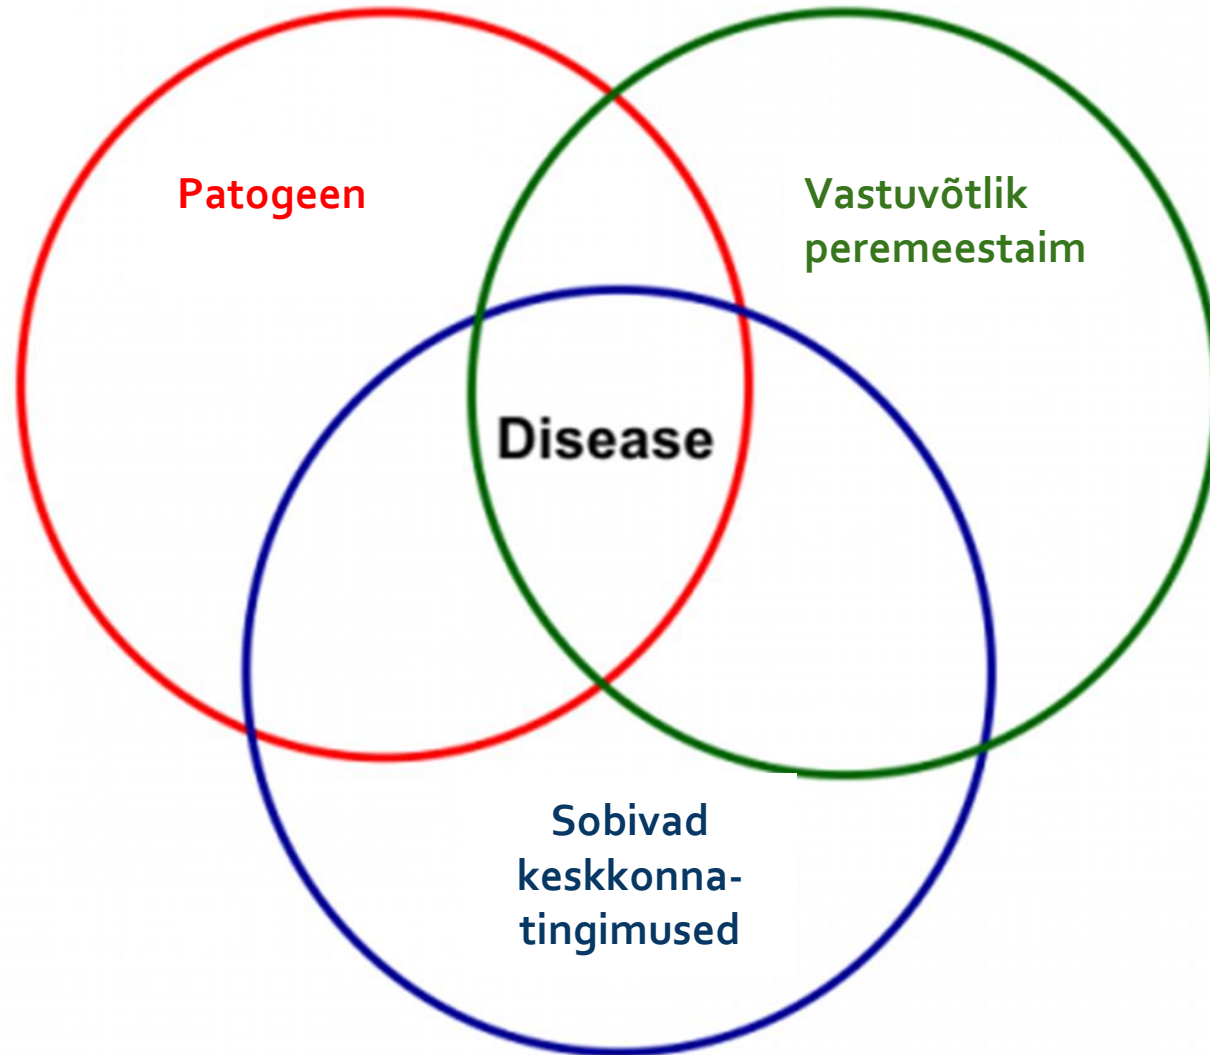 Patogeen
Vastuvõtlik
peremeestaim
Disease
Sobivad
keskkonna-
tingimused